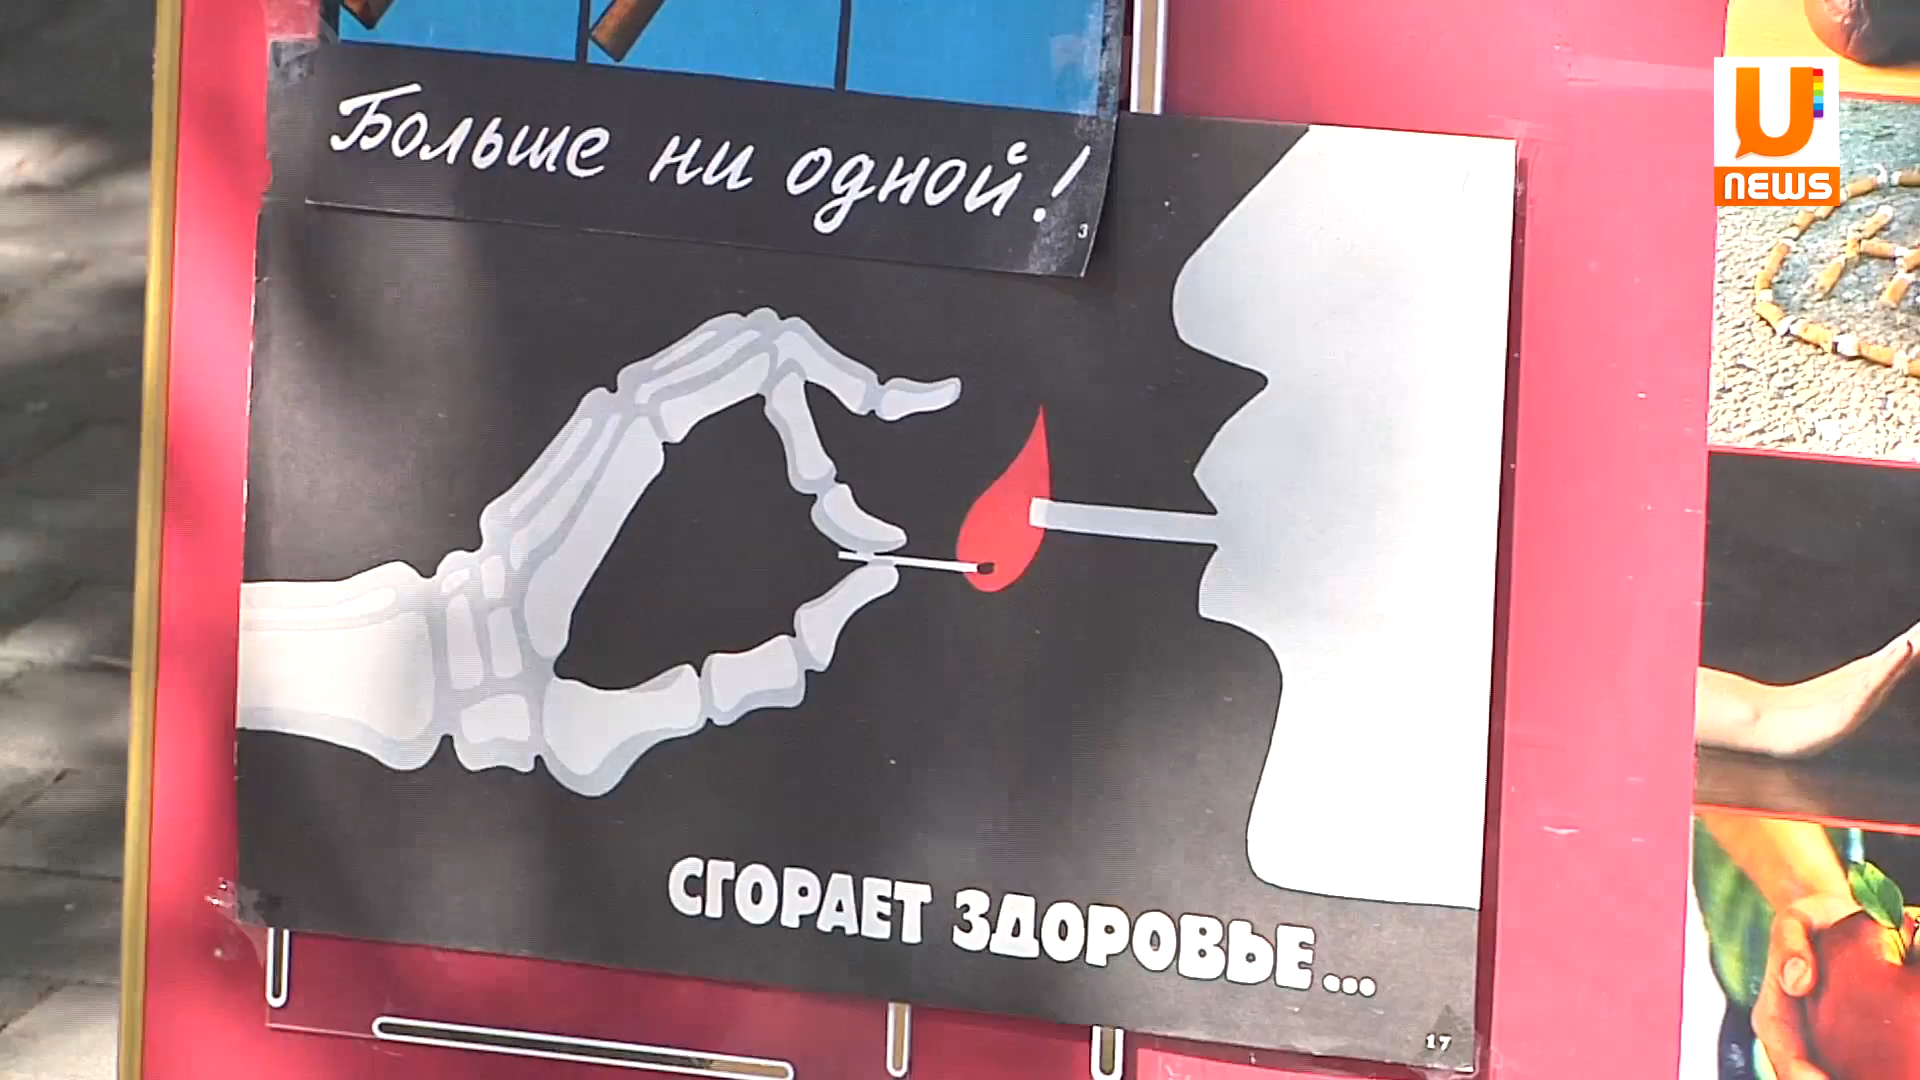 Больше ни одной!
3
U
NEWS
СГОРАЕТ ЗДОРОВЬЕ...
17